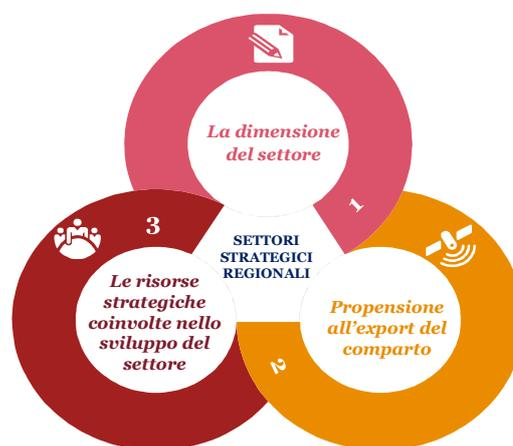 La dimensione
del settore
1
3
SETTORI
STRATEGICI
REGIONALI
Le risorse
strategiche
coinvolte nello
sviluppo del
settore
Propensione
all'export del
comparto
2